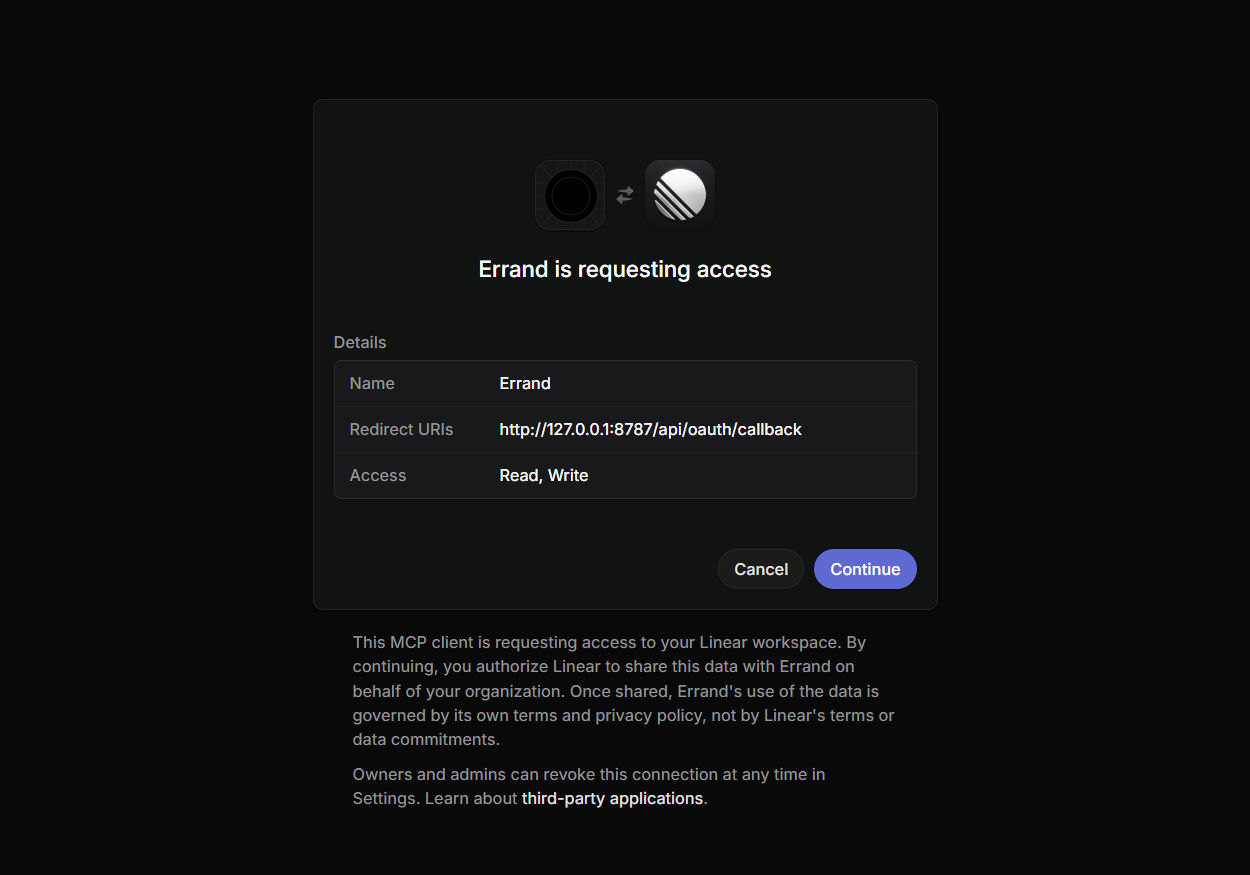 Errand is requesting access
Details
Name Errand
Redirect URIs http://127.0.0.1:8787/api/oauth/callback
Access Read, Write
Cancel Continue
This MCP client is requesting access to your Linear workspace. By
continuing, you authorize Linear to share this data with Errand on
behalf of your organization. Once shared, Errand's use of the data is
governed by its own terms and privacy policy, not by Linear's terms or
data commitments.
Owners and admins can revoke this connection at any time in
Settings. Learn about third-party applications.